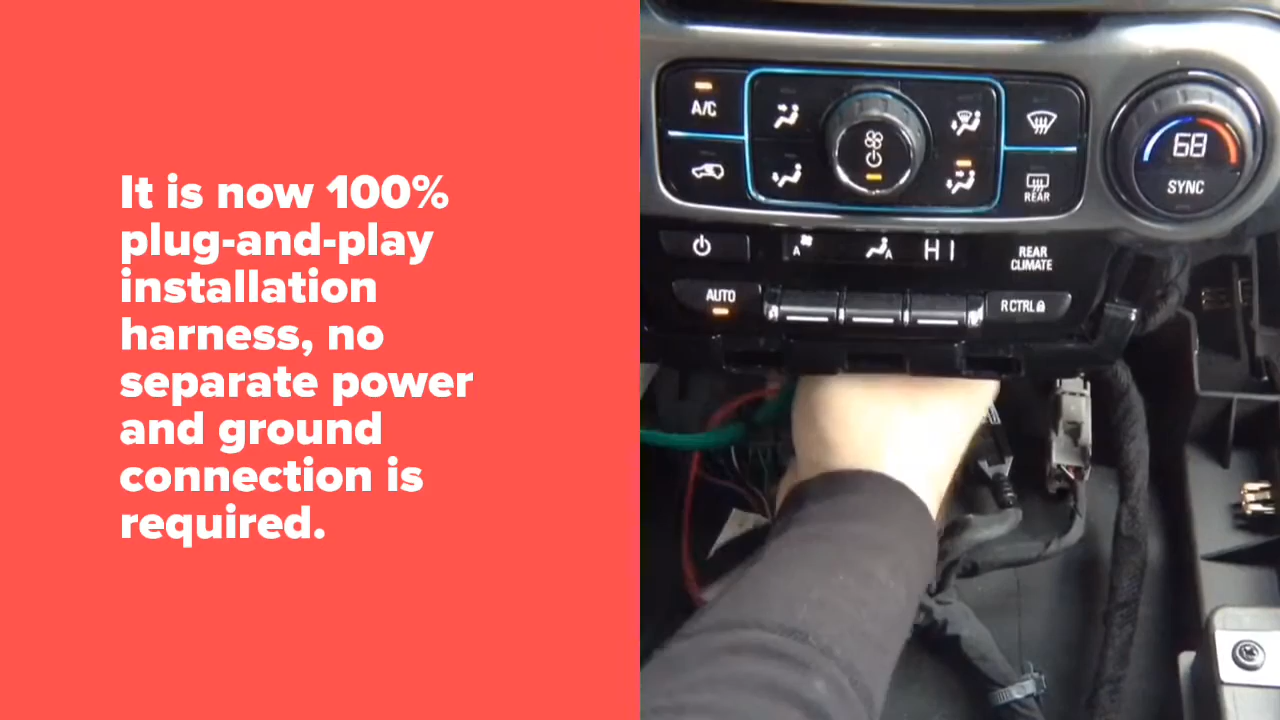 It is now 100%
plug-and-play
installation
harness, no
separate power
and ground
connection is
required.
A/C
68
SYNC
REAR
A
A
HI
REAR
CLIMATE
AUTO
R CTRL